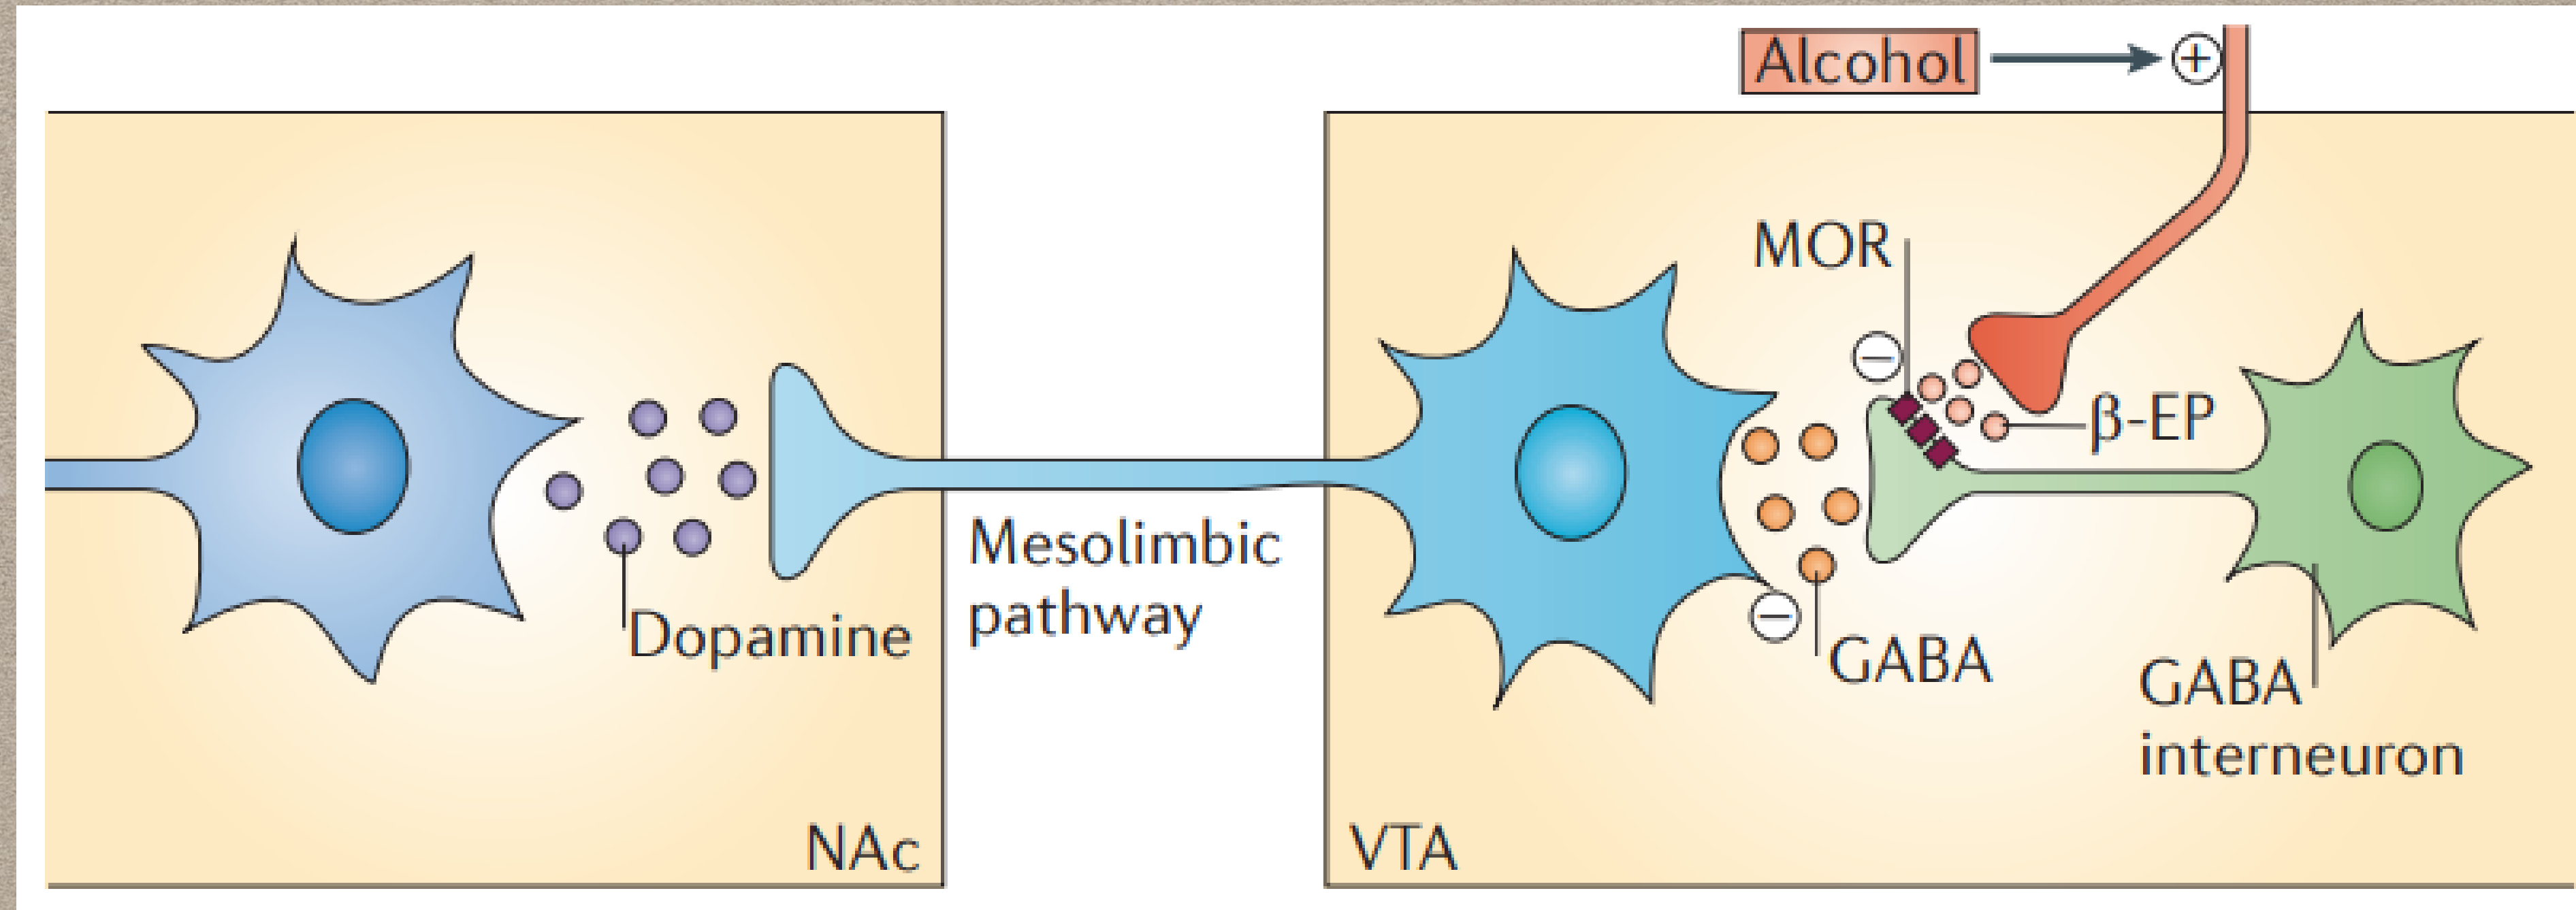 Alcohol
+
MOR
−
β-EP
Mesolimbic
pathway
Dopamine
−
GABA
GABA
interneuron
NAc
VTA